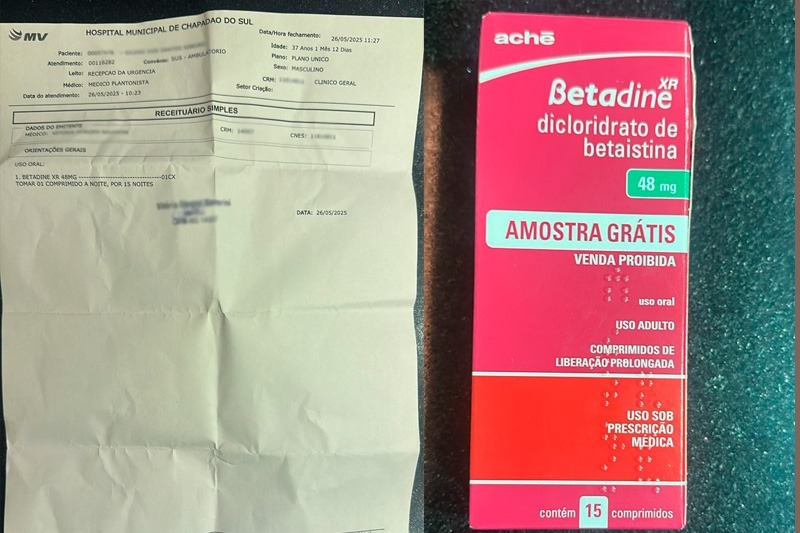 MV
HOSPITAL MUNICIPAL DE CHAPADAO DO SUL
Data/Hora fechamento: 26/05/2025 11:27
Paciente:
Idade: 37 Anos 1 Mês 12 Dias
Atendimento: 00118282 Convênio: SUS - AMBULATORIO
Plano: PLANO UNICO
Leito: RECEPCAO DA URGENCIA
Sexo: MASCULINO
Médico: MEDICO PLANTONISTA
CRM: CLINICO GERAL
Data do atendimento: 26/05/2025 - 10:23
Setor Criação:
RECEITUÁRIO SIMPLES
DADOS DO EMITENTE
MÉDICO: CRM: CNES:
ORIENTAÇÕES GERAIS
USO ORAL:
1. BETADINE XR 48MG --------------------01CX
TOMAR 01 COMPRIMIDO A NOITE, POR 15 NOITES
DATA: 26/05/2025
achē
Betadine XR
dicloridrato de
betaistina
48 mg
AMOSTRA GRÁTIS
VENDA PROIBIDA
uso oral
USO ADULTO
COMPRIMIDOS DE
LIBERAÇÃO PROLONGADA
USO SOB
PRESCRIÇÃO
MÉDICA
contém 15 comprimidos